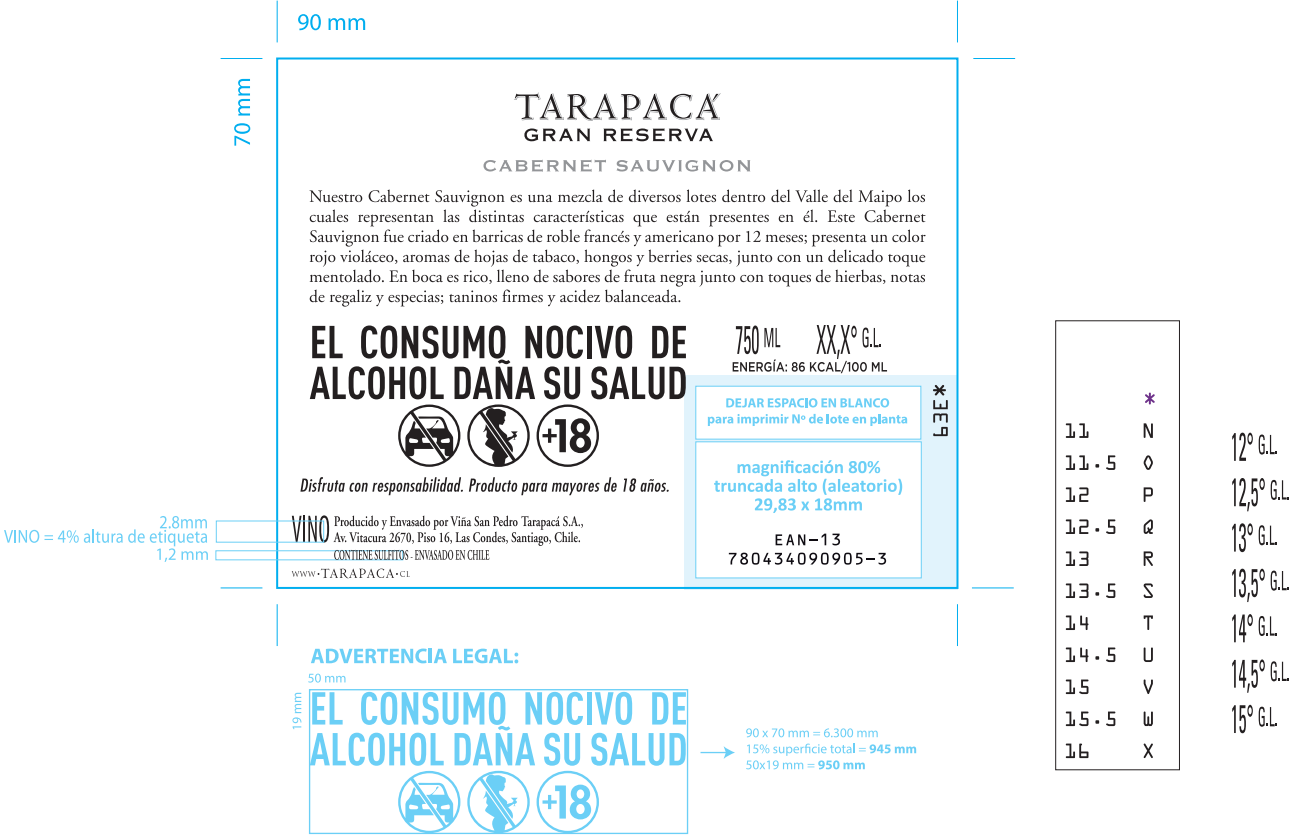 90 mm
70 mm
TARAPACÁ
GRAN RESERVA
CABERNET SAUVIGNON
Nuestro Cabernet Sauvignon es una mezcla de diversos lotes dentro del Valle del Maipo los
cuales representan las distintas características que están presentes en él. Este Cabernet
Sauvignon fue criado en barricas de roble francés y americano por 12 meses; presenta un color
rojo violáceo, aromas de hojas de tabaco, hongos y berries secas, junto con un delicado toque
mentolado. En boca es rico, lleno de sabores de fruta negra junto con toques de hierbas, notas
de regaliz y especias; taninos firmes y acidez balanceada.
EL CONSUMO NOCIVO DE
ALCOHOL DAÑA SU SALUD
+18
Disfruta con responsabilidad. Producto para mayores de 18 años.
750 ML XX,X° G.L.
ENERGÍA: 86 KCAL/100 ML
DEJAR ESPACIO EN BLANCO
para imprimir Nº de lote en planta
63E*
magnificación 80%
truncada alto (aleatorio)
29,83 x 18mm
EAN-13
780434090905-3
2.8mm
VINO = 4% altura de etiqueta
1,2 mm
VINO
Producido y Envasado por Viña San Pedro Tarapacá S.A.,
Av. Vitacura 2670, Piso 16, Las Condes, Santiago, Chile.
CONTIENE SULFITOS - ENVASADO EN CHILE
WWW•TARAPACA•CL
ADVERTENCIA LEGAL:
50 mm
19 mm
EL CONSUMO NOCIVO DE
ALCOHOL DAÑA SU SALUD
+18
90 x 70 mm = 6.300 mm
15% superficie total = 945 mm
50x19 mm = 950 mm
*
11 N
11.5 O
12 P
12.5 Q
13 R
13.5 S
14 T
14.5 U
15 V
15.5 W
16 X
12° G.L.
12,5° G.L.
13° G.L.
13,5° G.L.
14° G.L.
14,5° G.L.
15° G.L.